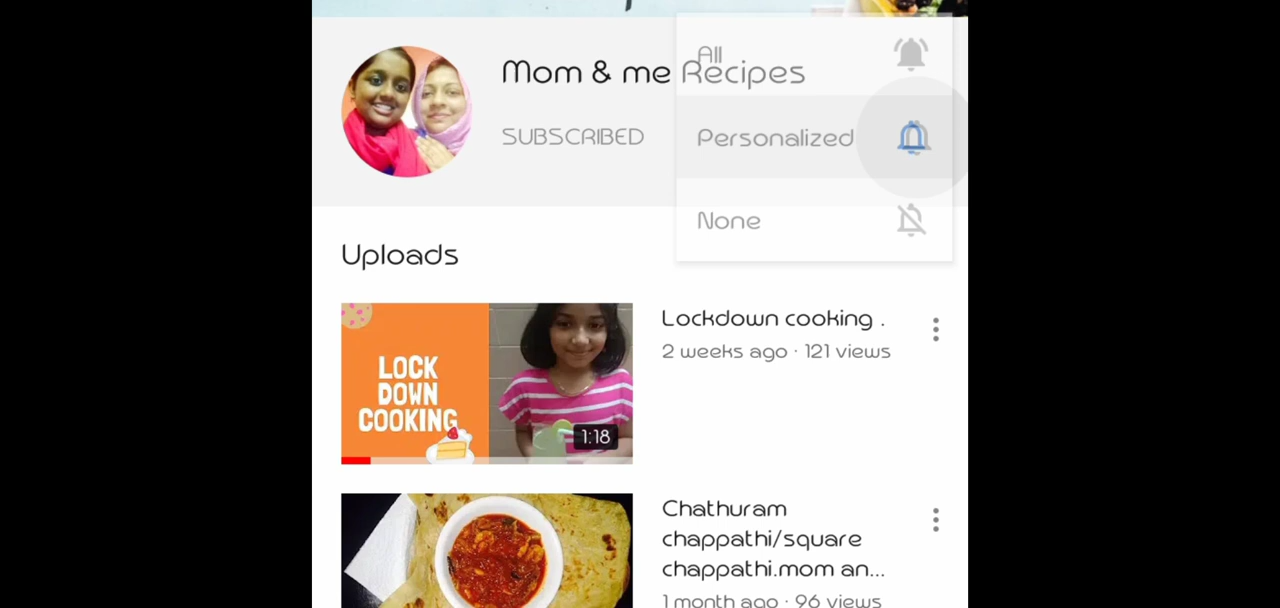 All
Mom & me Recipes
SUBSCRIBED
Personalized
None
Uploads
LOCK
DOWN
COOKING
1:18
Lockdown cooking .
2 weeks ago · 121 views
Chathuram
chappathi/square
chappathi.mom an...
1 month ago · 96 views